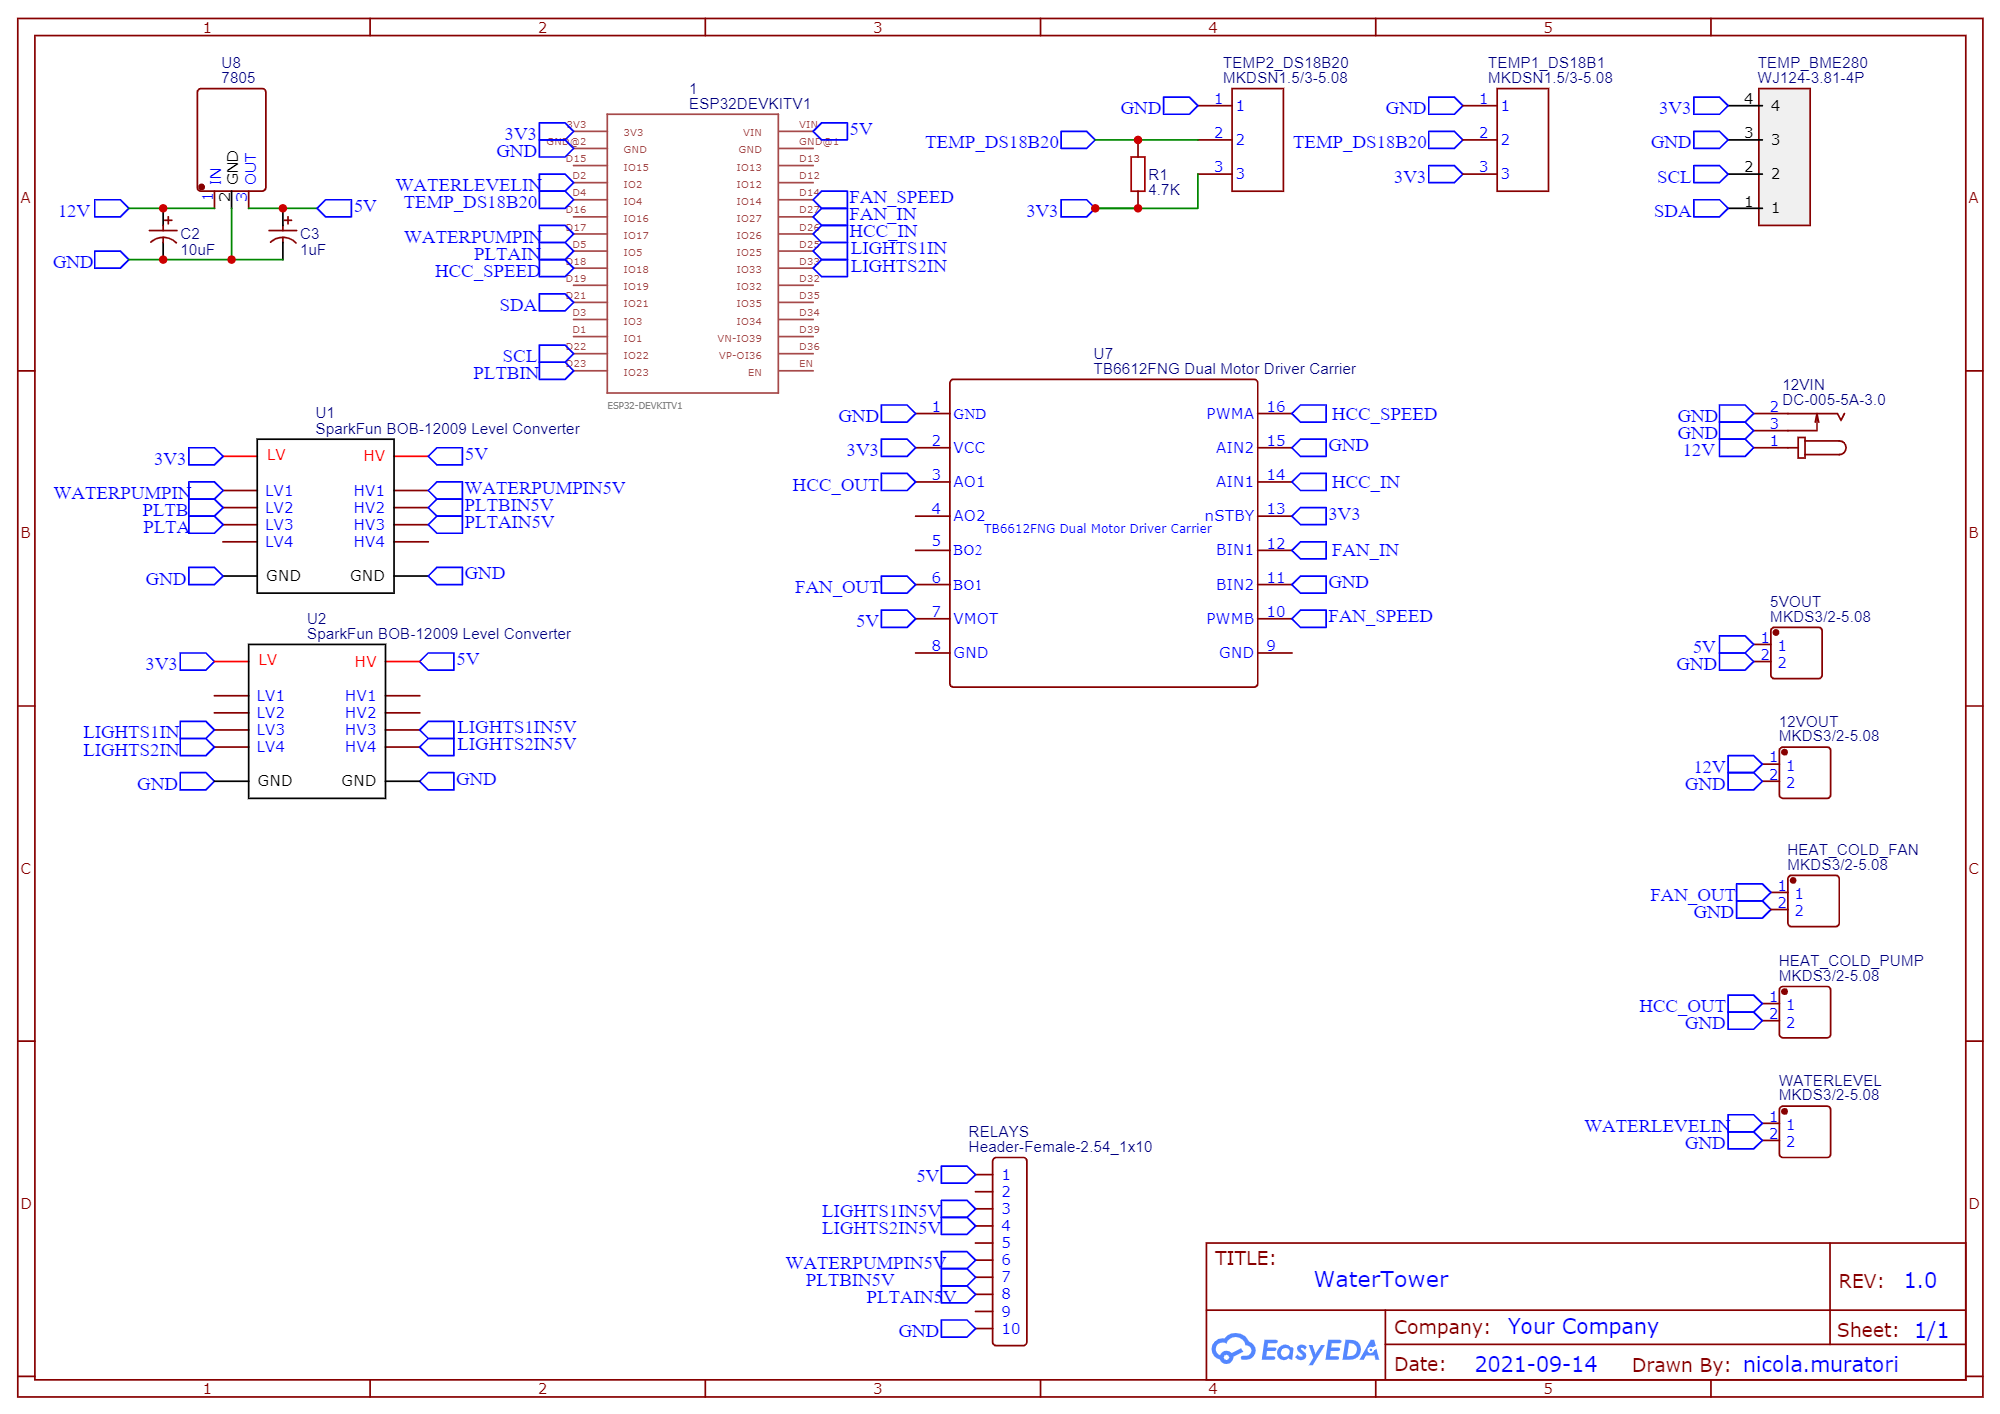 1 2 3 4 5
A
B
C
D
A
B
C
D
1 2 3 4 5
U8
7805
IN
GND
OUT
1 2 3
12V
5V
C2
10uF
C3
1uF
GND
1
ESP32DEVKITV1
3V3
GND
WATERLEVELIN
TEMP_DS18B20
WATERPUMPIN
PLTAIN
HCC_SPEED
SDA
SCL
PLTBIN
3V3
GND@2
D15
D2
D4
D16
D17
D5
D18
D19
D21
D3
D1
D22
D23
3V3
GND
IO15
IO2
IO4
IO16
IO17
IO5
IO18
IO19
IO21
IO3
IO1
IO22
IO23
VIN
GND
IO13
IO12
IO14
IO27
IO26
IO25
IO33
IO32
IO35
IO34
VN-IO39
VP-OI36
EN
VIN
GND@1
D13
D12
D14
D27
D26
D25
D33
D32
D35
D34
D39
D36
EN
5V
FAN_SPEED
FAN_IN
HCC_IN
LIGHTS1IN
LIGHTS2IN
ESP32-DEVKITV1
TEMP2_DS18B20
MKDSN1.5/3-5.08
GND 1 1
TEMP_DS18B20 2 2
R1
4.7K
3 3
3V3
TEMP1_DS18B1
MKDSN1.5/3-5.08
GND 1 1
TEMP_DS18B20 2 2
3V3 3 3
TEMP_BME280
WJ124-3.81-4P
3V3 4 4
GND 3 3
SCL 2 2
SDA 1 1
U1
SparkFun BOB-12009 Level Converter
3V3 LV HV 5V
WATERPUMPIN LV1 HV1 WATERPUMPIN5V
PLTB LV2 HV2 PLTBIN5V
PLTA LV3 HV3 PLTAIN5V
LV4 HV4
GND GND GND GND
U2
SparkFun BOB-12009 Level Converter
3V3 LV HV 5V
LV1 HV1
LV2 HV2
LIGHTS1IN LV3 HV3 LIGHTS1IN5V
LIGHTS2IN LV4 HV4 LIGHTS2IN5V
GND GND GND GND
U7
TB6612FNG Dual Motor Driver Carrier
GND 1 GND PWMA 16 HCC_SPEED
3V3 2 VCC AIN2 15 GND
HCC_OUT 3 AO1 AIN1 14 HCC_IN
4 AO2 nSTBY 13 3V3
TB6612FNG Dual Motor Driver Carrier
5 BO2 BIN1 12 FAN_IN
FAN_OUT 6 BO1 BIN2 11 GND
5V 7 VMOT PWMB 10 FAN_SPEED
8 GND GND 9
12VIN
DC-005-5A-3.0
GND 2
GND 3
12V 1
5VOUT
MKDS3/2-5.08
5V 1 1
GND 2 2
12VOUT
MKDS3/2-5.08
12V 1 1
GND 2 2
HEAT_COLD_FAN
MKDS3/2-5.08
FAN_OUT 1 1
GND 2 2
HEAT_COLD_PUMP
MKDS3/2-5.08
HCC_OUT 1 1
GND 2 2
WATERLEVEL
MKDS3/2-5.08
WATERLEVELIN 1 1
GND 2 2
RELAYS
Header-Female-2.54_1x10
5V 1
2
LIGHTS1IN5V 3
LIGHTS2IN5V 4
5
WATERPUMPIN5V 6
PLTBIN5V 7
PLTAIN5V 8
9
GND 10
TITLE:
WaterTower
REV: 1.0
EasyEDA
Company: Your Company
Sheet: 1/1
Date: 2021-09-14 Drawn By: nicola.muratori